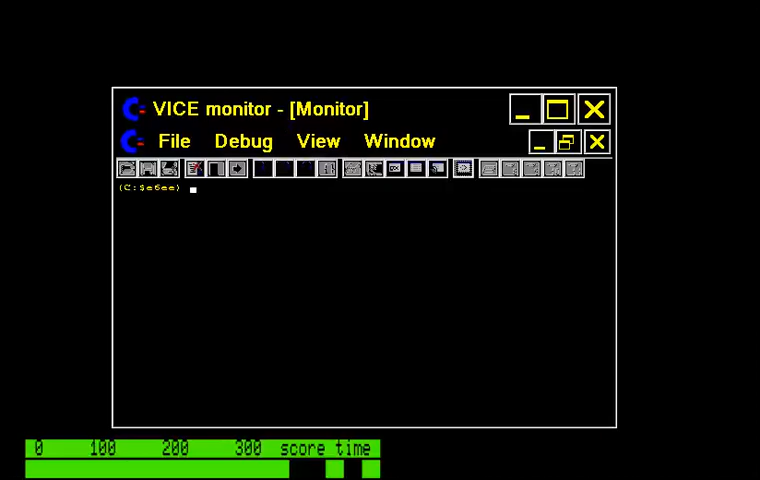 VICE monitor - [Monitor]
File Debug View Window
(C:$e6ee)
0 100 200 300 score time